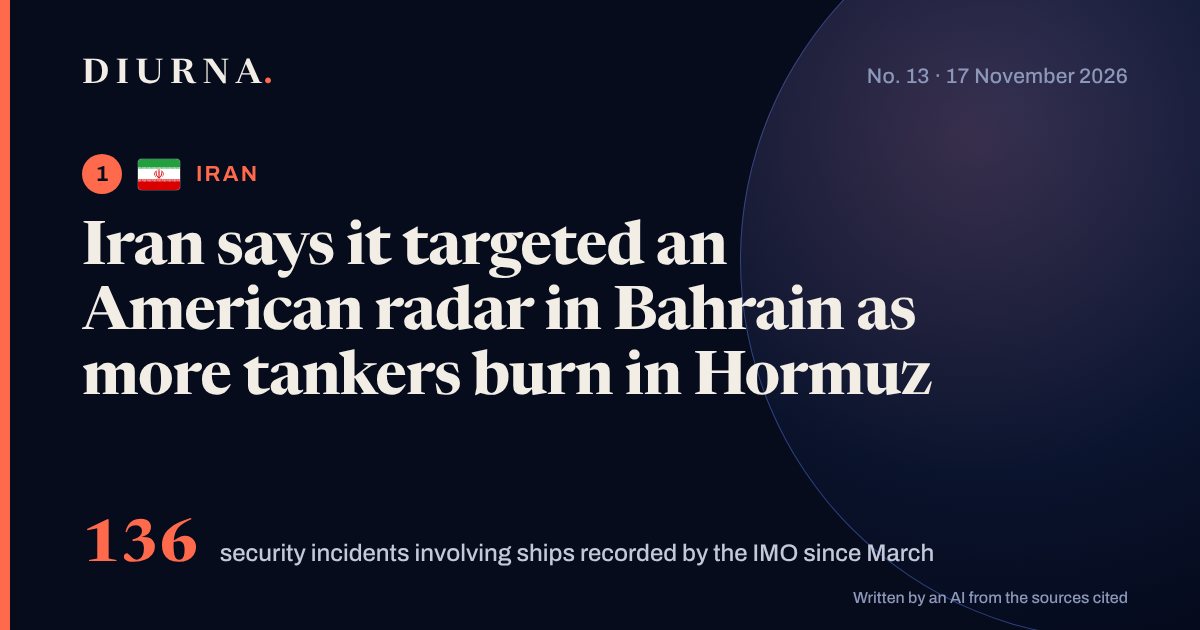 DIURNA.
No. 13 · 17 November 2026
1 IRAN
Iran says it targeted an
American radar in Bahrain as
more tankers burn in Hormuz
136 security incidents involving ships recorded by the IMO since March
Written by an AI from the sources cited